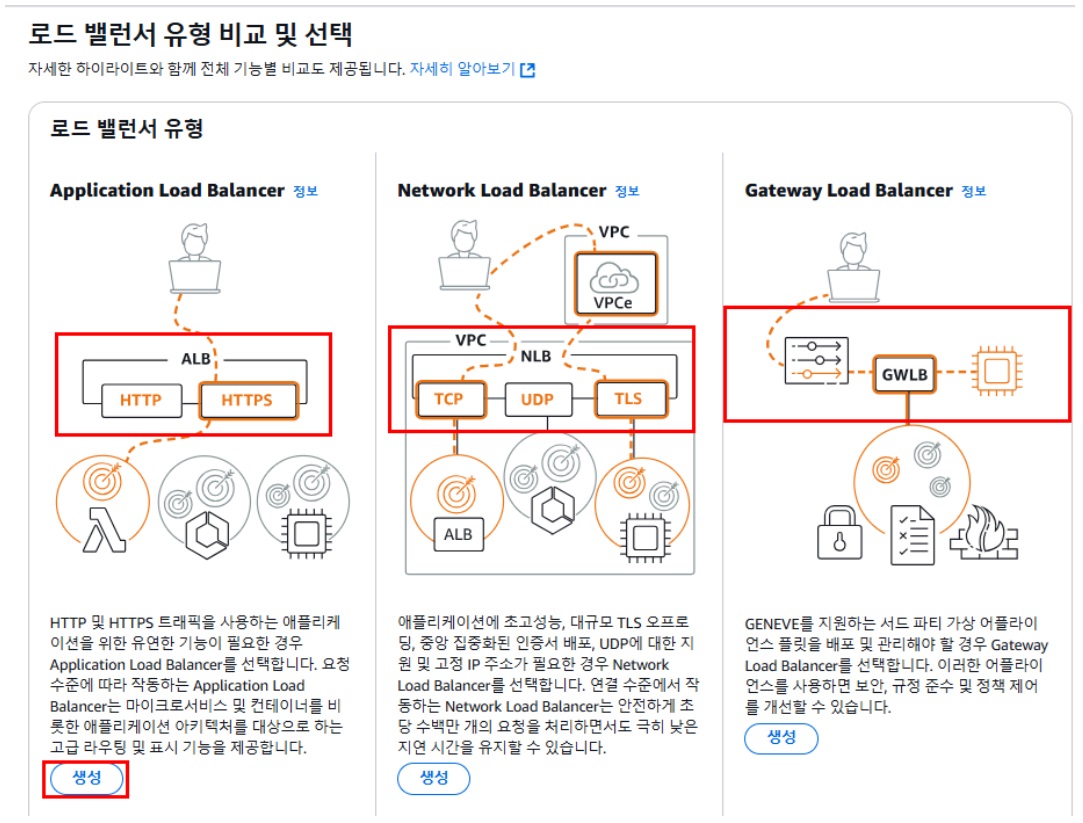 로드 밸런서 유형 비교 및 선택
자세한 하이라이트와 함께 전체 기능별 비교도 제공됩니다. 자세히 알아보기
로드 밸런서 유형
Application Load Balancer 정보
ALB
HTTP
HTTPS
HTTP 및 HTTPS 트래픽을 사용하는 애플리케
이션을 위한 유연한 기능이 필요한 경우
Application Load Balancer를 선택합니다. 요청
수준에 따라 작동하는 Application Load
Balancer는 마이크로서비스 및 컨테이너를 비
롯한 애플리케이션 아키텍처를 대상으로 하는
고급 라우팅 및 표시 기능을 제공합니다.
생성
Network Load Balancer 정보
VPC
VPCe
VPC
NLB
TCP
UDP
TLS
ALB
애플리케이션에 초고성능, 대규모 TLS 오프로
딩, 중앙 집중화된 인증서 배포, UDP에 대한 지
원 및 고정 IP 주소가 필요한 경우 Network
Load Balancer를 선택합니다. 연결 수준에서 작
동하는 Network Load Balancer는 안전하게 초
당 수백만 개의 요청을 처리하면서도 극히 낮은
지연 시간을 유지할 수 있습니다.
생성
Gateway Load Balancer 정보
GWLB
GENEVE를 지원하는 서드 파티 가상 어플라이
언스 플릿을 배포 및 관리해야 할 경우 Gateway
Load Balancer를 선택합니다. 이러한 어플라이
언스를 사용하면 보안, 규정 준수 및 정책 제어
를 개선할 수 있습니다.
생성